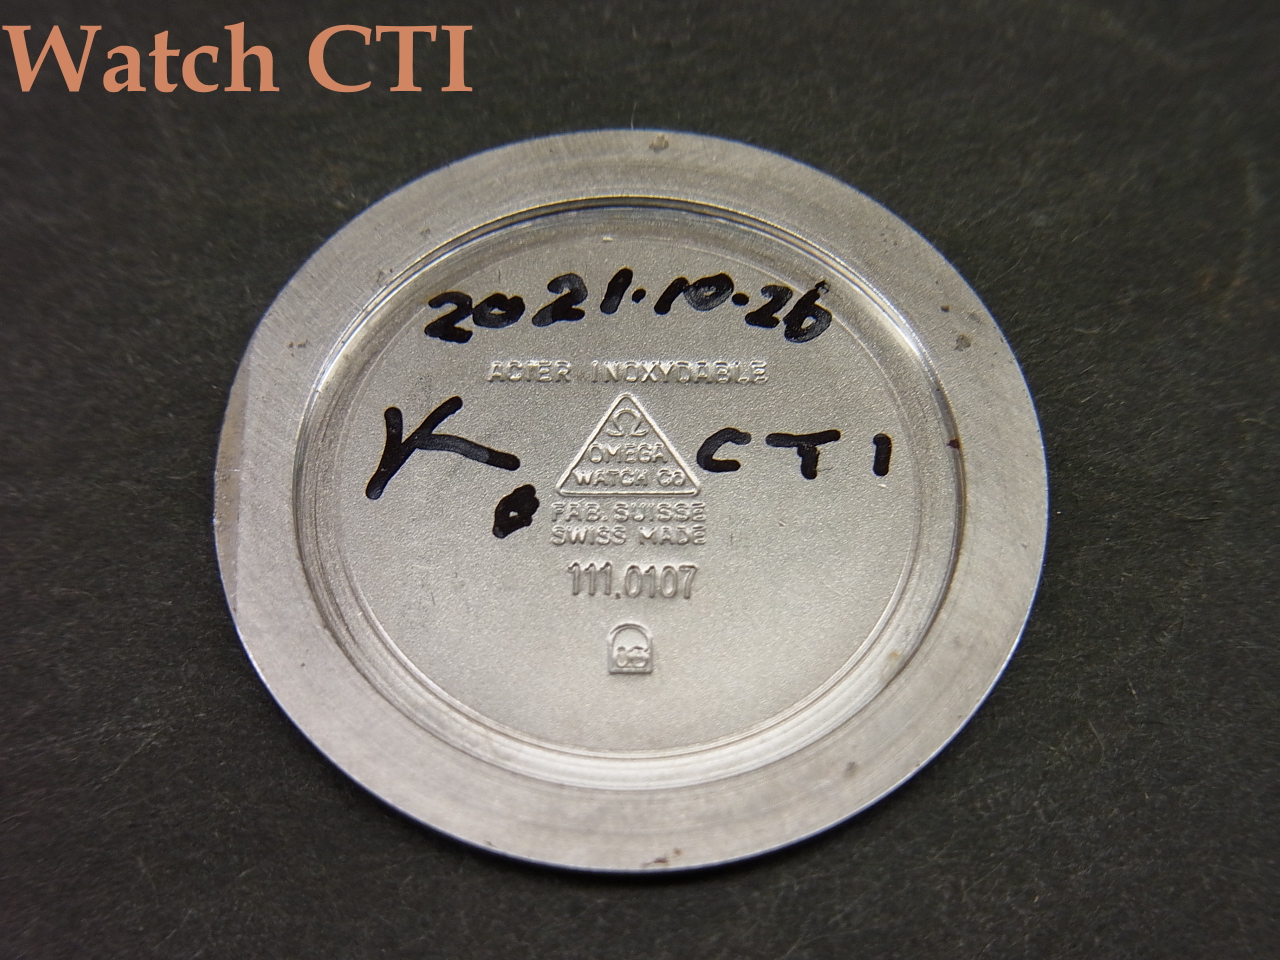 Watch CTI
2021.10.26
ACIER INOXYDABLE
K. CTI
Ω
OMEGA
WATCH Co
FAB. SUISSE
SWISS MADE
111.0107